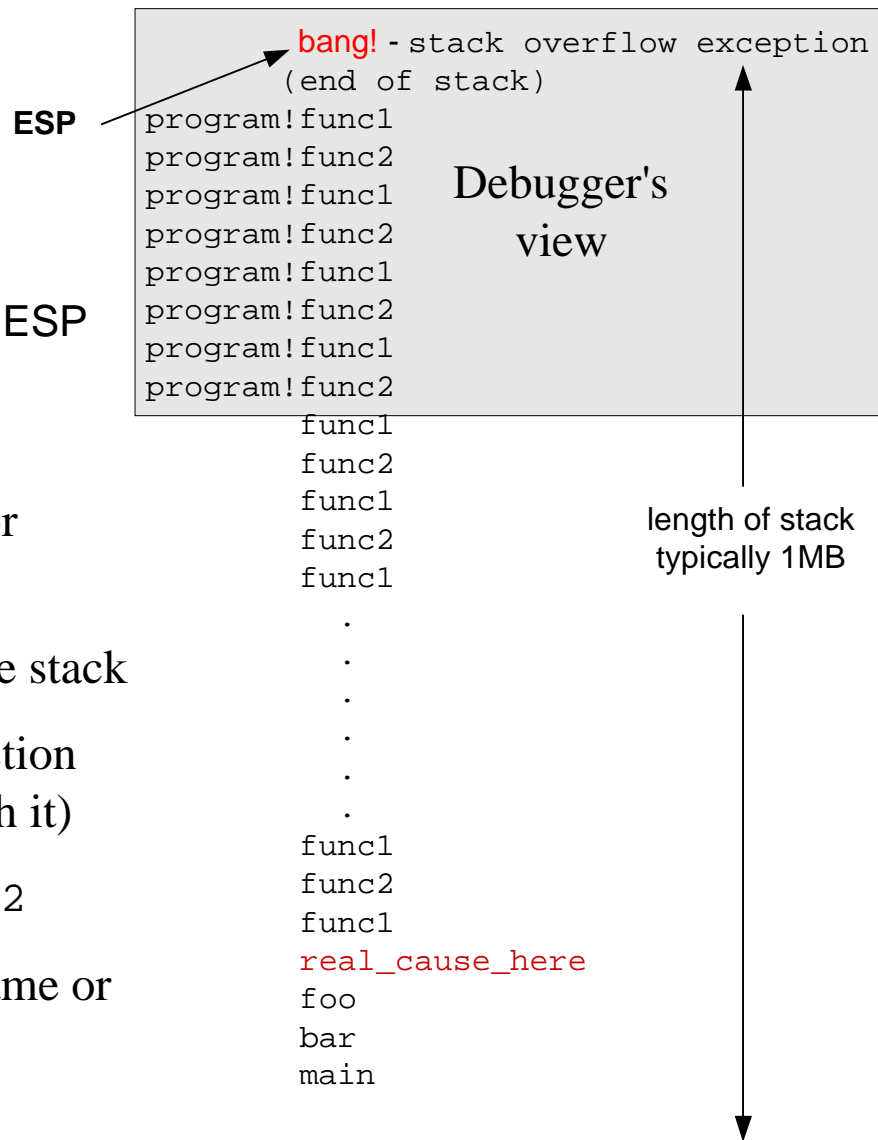 bang! - stack overflow exception
(end of stack)
ESP
program!func1
program!func2
program!func1
program!func2
program!func1
program!func2
program!func1
program!func2
Debugger's
view
ESP
func1
func2
func1
func2
func1
.
.
.
.
.
.
func1
func2
func1
real_cause_here
foo
bar
main
length of stack
typically 1MB
r
e stack
tion
h it)
2
me or